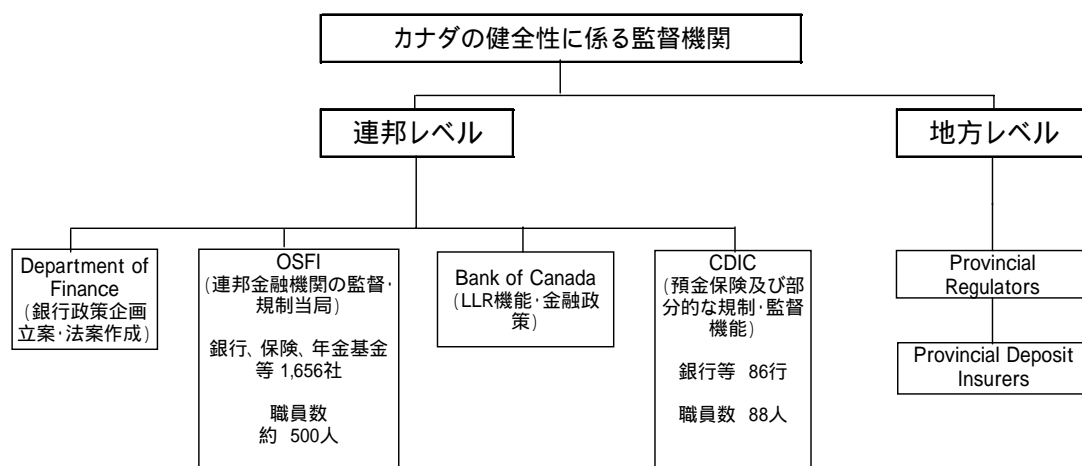 カナダの健全性に係る監督機関
連邦レベル
地方レベル
Department of
Finance
(銀行政策企画
立案·法案作成)
OSFI
(連邦金融機関の監督·
規制当局)
銀行、保険、年金基金
等 1,656社
職員数
約 500人
Bank of Canada
(LLR機能·金融政
策)
CDIC
(預金保険及び部
分的な規制·監督
機能)
銀行等 86行
職員数 88人
Provincial
Regulators
Provincial Deposit
Insurers